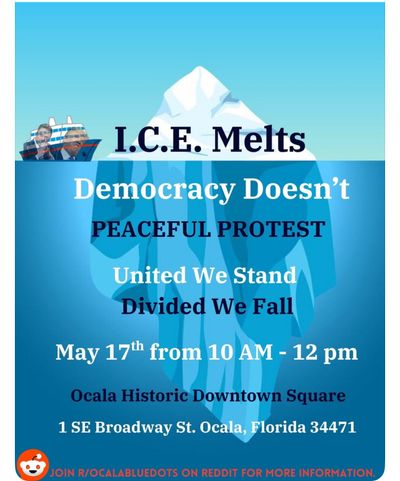 I.C.E. Melts
Democracy Doesn't
PEACEFUL PROTEST
United We Stand
Divided We Fall
May 17th from 10 AM - 12 pm
Ocala Historic Downtown Square
1 SE Broadway St. Ocala, Florida 34471
JOIN R/OCALABLUEDOTS ON REDDIT FOR MORE INFORMATION.